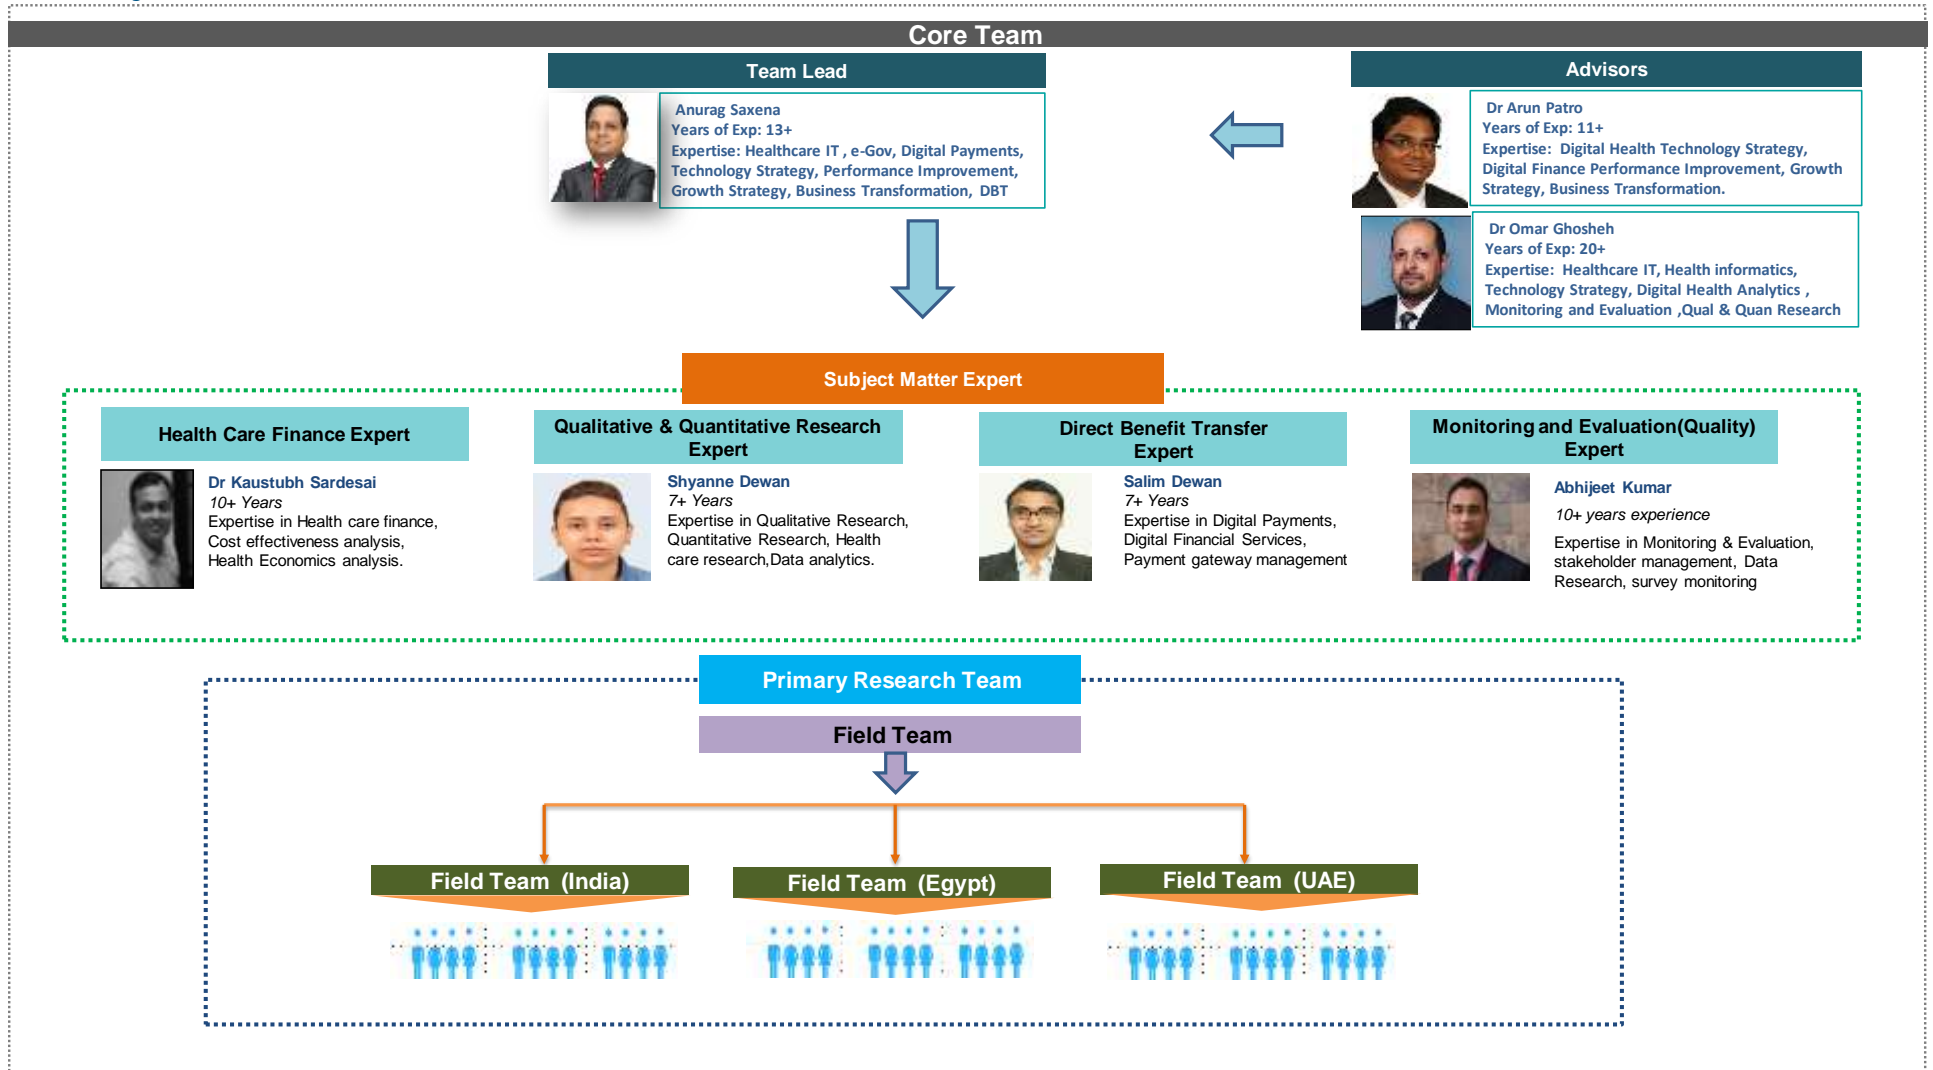 Core Team
Team Lead
Anurag Saxena
Years of Exp: 13+
Expertise: Healthcare IT , e-Gov, Digital Payments,
Technology Strategy, Performance Improvement,
Growth Strategy, Business Transformation, DBT
Advisors
Dr Arun Patro
Years of Exp: 11+
Expertise: Digital Health Technology Strategy,
Digital Finance Performance Improvement, Growth
Strategy, Business Transformation.
Dr Omar Ghosheh
Years of Exp: 20+
Expertise: Healthcare IT, Health informatics,
Technology Strategy, Digital Health Analytics ,
Monitoring and Evaluation ,Qual & Quan Research
Subject Matter Expert
Health Care Finance Expert
Dr Kaustubh Sardesai
10+ Years
Expertise in Health care finance,
Cost effectiveness analysis,
Health Economics analysis.
Qualitative & Quantitative Research
Expert
Shyanne Dewan
7+ Years
Expertise in Qualitative Research,
Quantitative Research, Health
care research,Data analytics.
Direct Benefit Transfer
Expert
Salim Dewan
7+ Years
Expertise in Digital Payments,
Digital Financial Services,
Payment gateway management
Monitoring and Evaluation(Quality)
Expert
Abhijeet Kumar
10+ years experience
Expertise in Monitoring & Evaluation,
stakeholder management, Data
Research, survey monitoring
Primary Research Team
Field Team
Field Team (India)
Field Team (Egypt)
Field Team (UAE)